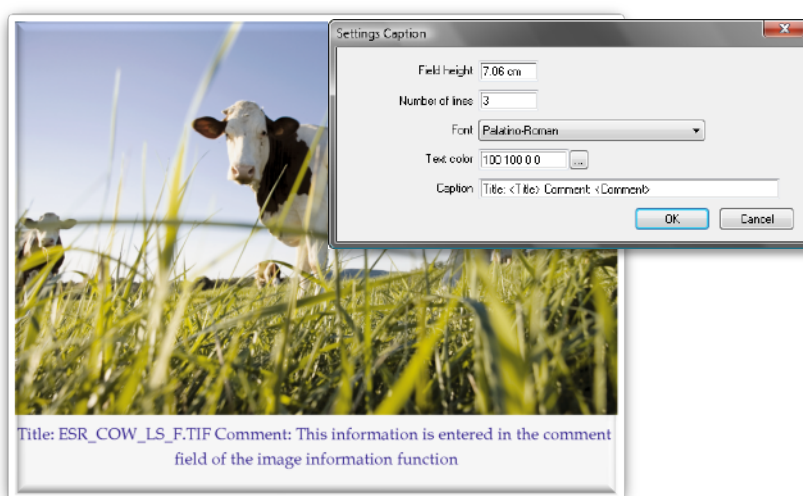 Settings Caption
Field height 7.06 cm
Number of lines 3
Font Palatino-Roman
Text color 100 100 0 0 ...
Caption Title: <Title> Comment: <Comment>
OK Cancel
Title: ESR_COW_LS_F.TIF Comment: This information is entered in the comment
field of the image information function